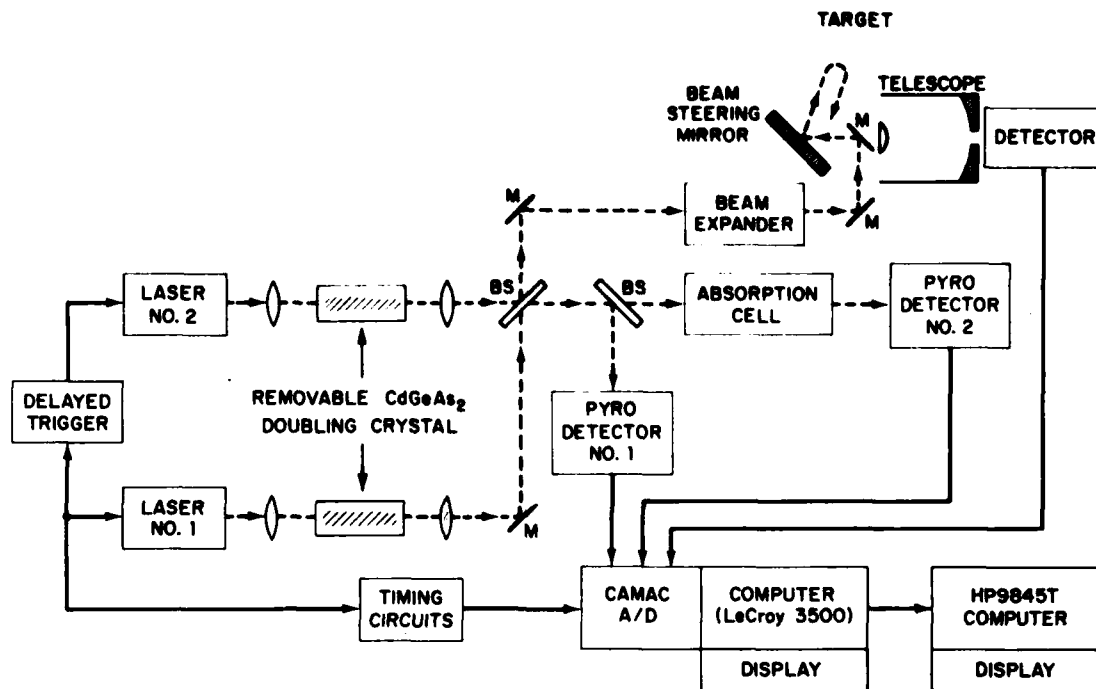 TARGET
TELESCOPE
BEAM
STEERING
MIRROR
M
DETECTOR
M
BEAM
EXPANDER
M
LASER
NO. 2
BS
BS
ABSORPTION
CELL
PYRO
DETECTOR
NO. 2
DELAYED
TRIGGER
REMOVABLE CdGeAs₂
DOUBLING CRYSTAL
PYRO
DETECTOR
NO. 1
LASER
NO. 1
M
TIMING
CIRCUITS
CAMAC
A/D
COMPUTER
(LeCroy 3500)
DISPLAY
HP9845T
COMPUTER
DISPLAY